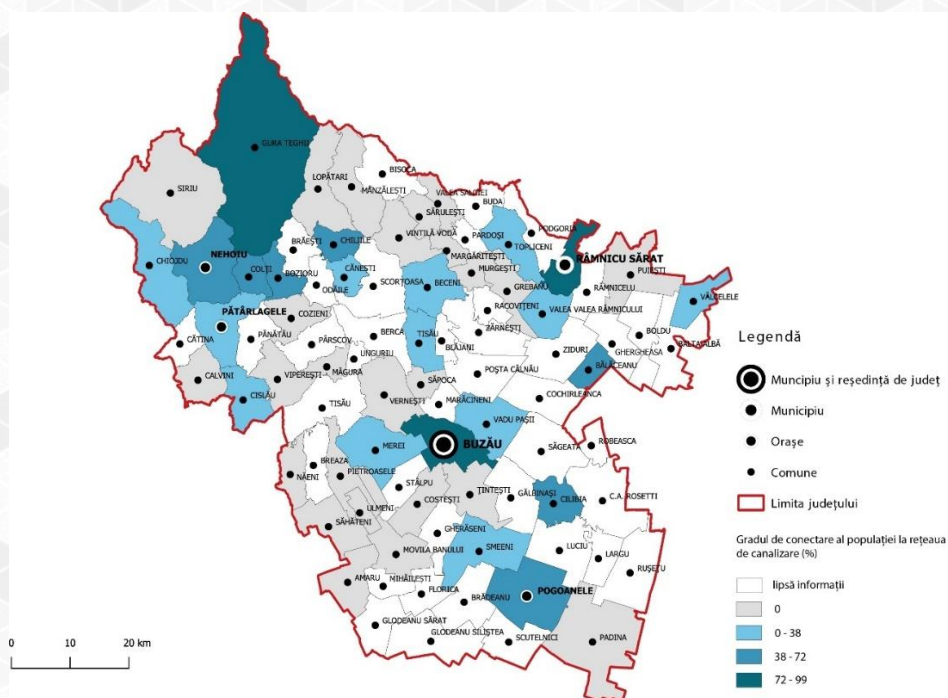 GURA TEGHII
SIRIU
LOPĂTARI
BISOCA
MÂNZĂLEȘTI
VALEA SALCIEI
BUDA
SĂRULEȘTI
PODGORIA
VINTILĂ VODĂ
PARDOȘI
TOPLICENI
BRĂEȘTI
CHILIILE
MĂRGĂRITEȘTI
RÂMNICU SĂRAT
CHIOJDU
NEHOIU
COLȚI
BOZIORU
CĂNEȘTI
MURGEȘTI
PUIEȘTI
ODĂILE
SCORȚOASA
BECENI
GREBANU
RÂMNICELU
VÂLCELELE
PĂTÂRLAGELE
COZIENI
RACOVIȚENI
VALEA VALEA RÂMNICULUI
CĂTINA
PĂNĂTĂU
PÂRSCOV
BERCA
TISĂU
BLĂJANI
ZĂRNEȘTI
BOLDU
BALTA ALBĂ
UNGURIU
ZIDURI
GHERGHEASA
CALVINI
VIPEREȘTI
MĂGURA
POȘTA CÂLNĂU
BĂLĂCEANU
CISLĂU
SĂPOCA
TISĂU
VERNEȘTI
MĂRĂCINENI
COCHIRLEANCA
VADU PAȘII
MEREI
BUZĂU
SĂGEATA
ROBEASCA
BREAZA
NĂENI
PIETROASELE
STÂLPU
ȚINTEȘTI
GĂLBINAȘI
CILIBIA
C.A. ROSETTI
ULMENI
COSTEȘTI
SĂHĂTENI
GHERĂSENI
MOVILA BANULUI
SMEENI
LUCIU
LARGU
RUȘEȚU
AMARU
MIHĂILEȘTI
FLORICA
BRĂDEANU
POGOANELE
GLODEANU SĂRAT
GLODEANU SILIȘTEA
SCUTELNICI
PADINA
0 10 20 km
Legendă
Muncipiu și reședință de județ
Municipiu
Orașe
Comune
Limita județului
Gradul de conectare al populației la rețeaua
de canalizare (%)
lipsă informații
0
0 - 38
38 - 72
72 - 99